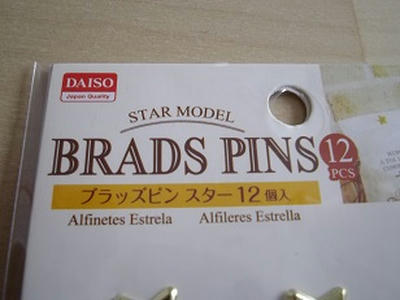 DAISO
Japan Quality
STAR MODEL
BRADS PINS
12
PCS
ブラッズピン スター12個入
Alfinetes Estrela Alfileres Estrella